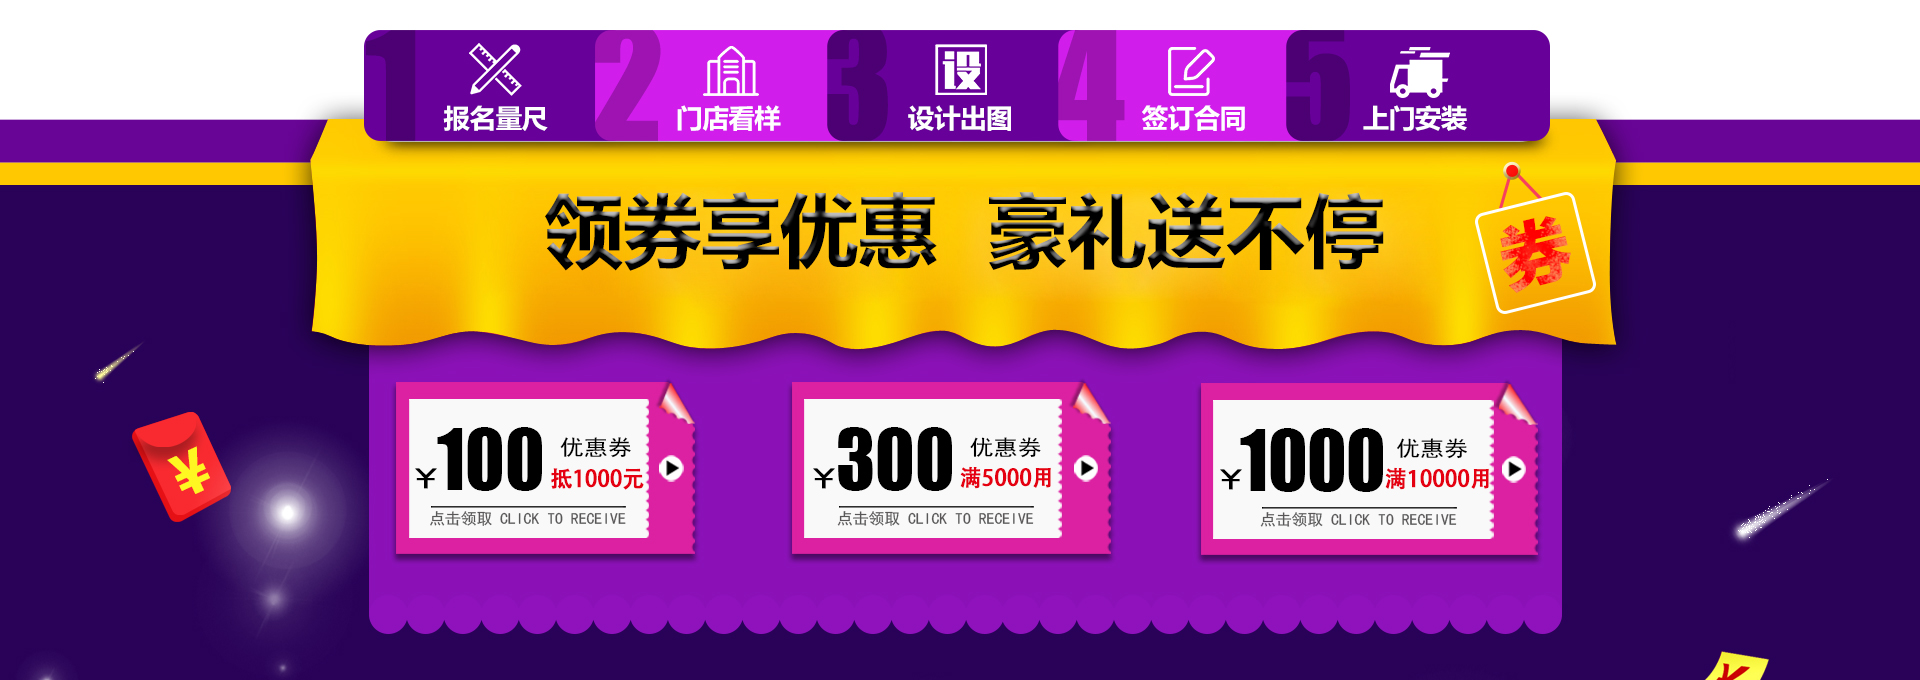 1 报名量尺
2 门店看样
3 设计出图
4 签订合同
5 上门安装
设
领券享优惠 豪礼送不停
券
¥100 优惠券
抵1000元
点击领取 CLICK TO RECEIVE
¥300 优惠券
满5000用
点击领取 CLICK TO RECEIVE
¥1000 优惠券
满10000用
点击领取 CLICK TO RECEIVE
¥
¥